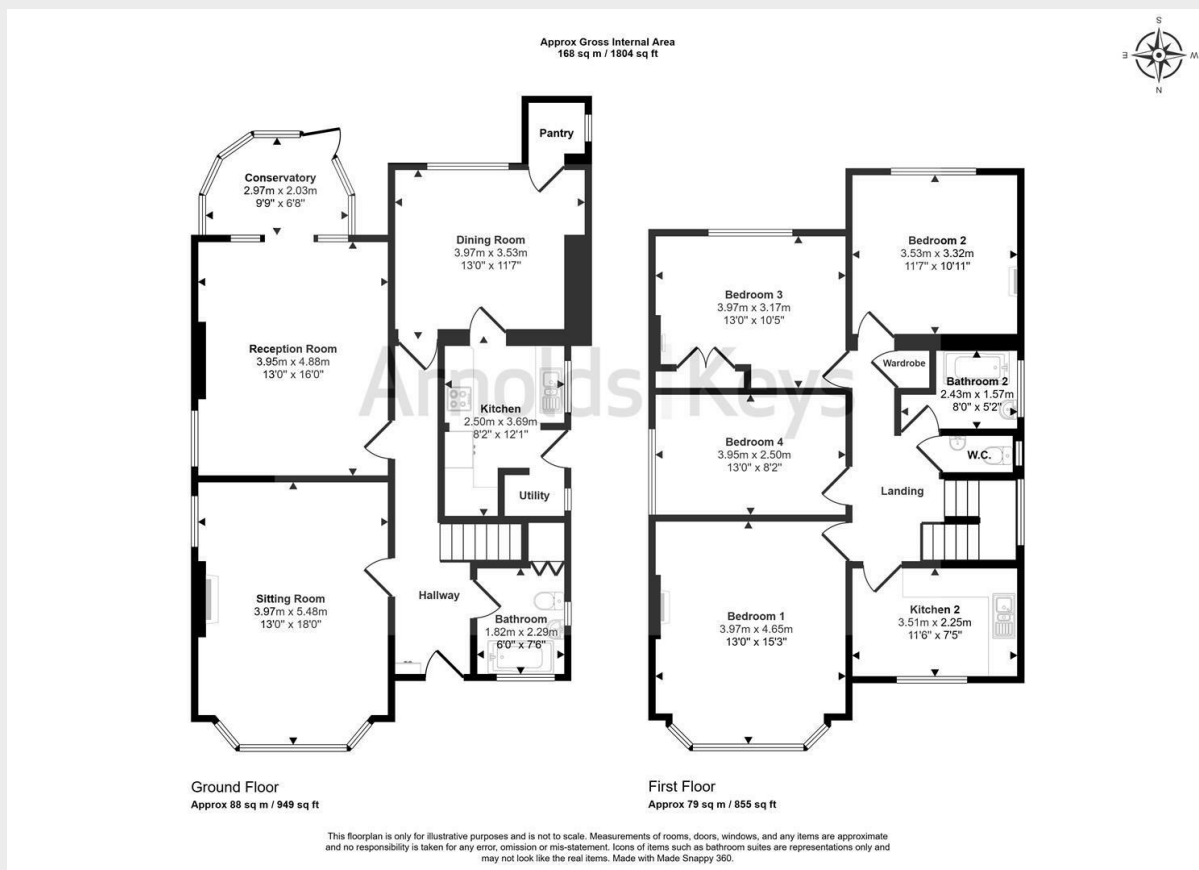 Approx Gross Internal Area
168 sq m / 1804 sq ft
S
E
W
N
Pantry
Conservatory
2.97m x 2.03m
9'9" x 6'8"
Dining Room
3.97m x 3.53m
13'0" x 11'7"
Reception Room
3.95m x 4.88m
13'0" x 16'0"
Kitchen
2.50m x 3.69m
8'2" x 12'1"
Utility
Sitting Room
3.97m x 5.48m
13'0" x 18'0"
Hallway
Bathroom
1.82m x 2.29m
6'0" x 7'6"
Bedroom 2
3.53m x 3.32m
11'7" x 10'11"
Bedroom 3
3.97m x 3.17m
13'0" x 10'5"
Wardrobe
Bathroom 2
2.43m x 1.57m
8'0" x 5'2"
W.C.
Bedroom 4
3.95m x 2.50m
13'0" x 8'2"
Landing
Bedroom 1
3.97m x 4.65m
13'0" x 15'3"
Kitchen 2
3.51m x 2.25m
11'6" x 7'5"
Arnolds Keys
Ground Floor
Approx 88 sq m / 949 sq ft
First Floor
Approx 79 sq m / 855 sq ft
This floorplan is only for illustrative purposes and is not to scale. Measurements of rooms, doors, windows, and any items are approximate
and no responsibility is taken for any error, omission or mis-statement. Icons of items such as bathroom suites are representations only and
may not look like the real items. Made with Made Snappy 360.